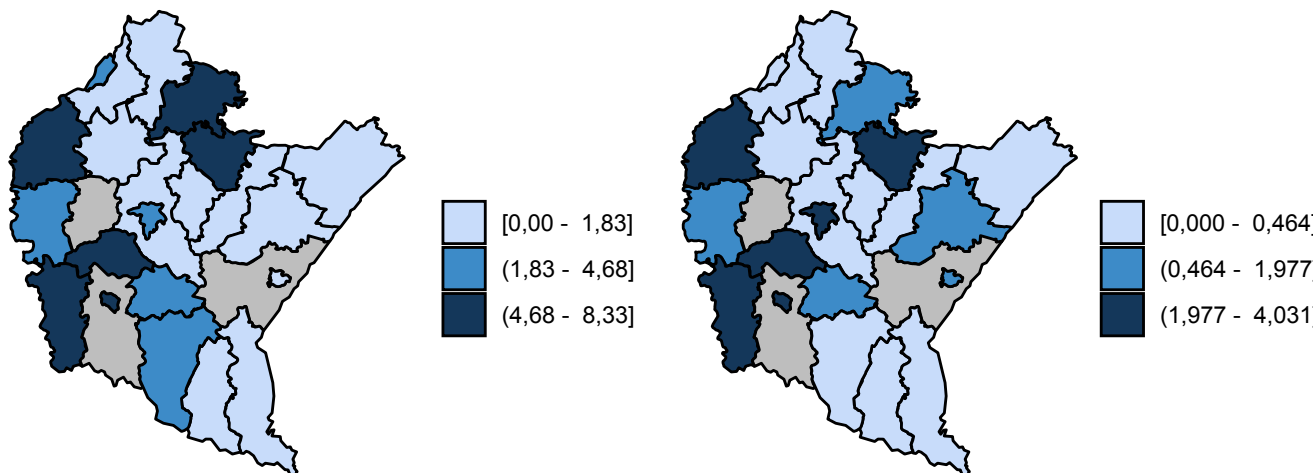 [0,00 - 1,83]
(1,83 - 4,68]
(4,68 - 8,33]
[0,000 - 0,464]
(0,464 - 1,977]
(1,977 - 4,031]